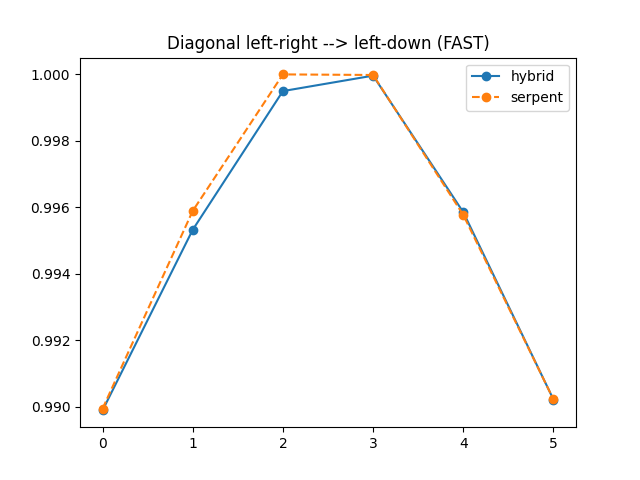 Diagonal left-right --> left-down (FAST)
hybrid
serpent
1.000
0.998
0.996
0.994
0.992
0.990
0 1 2 3 4 5